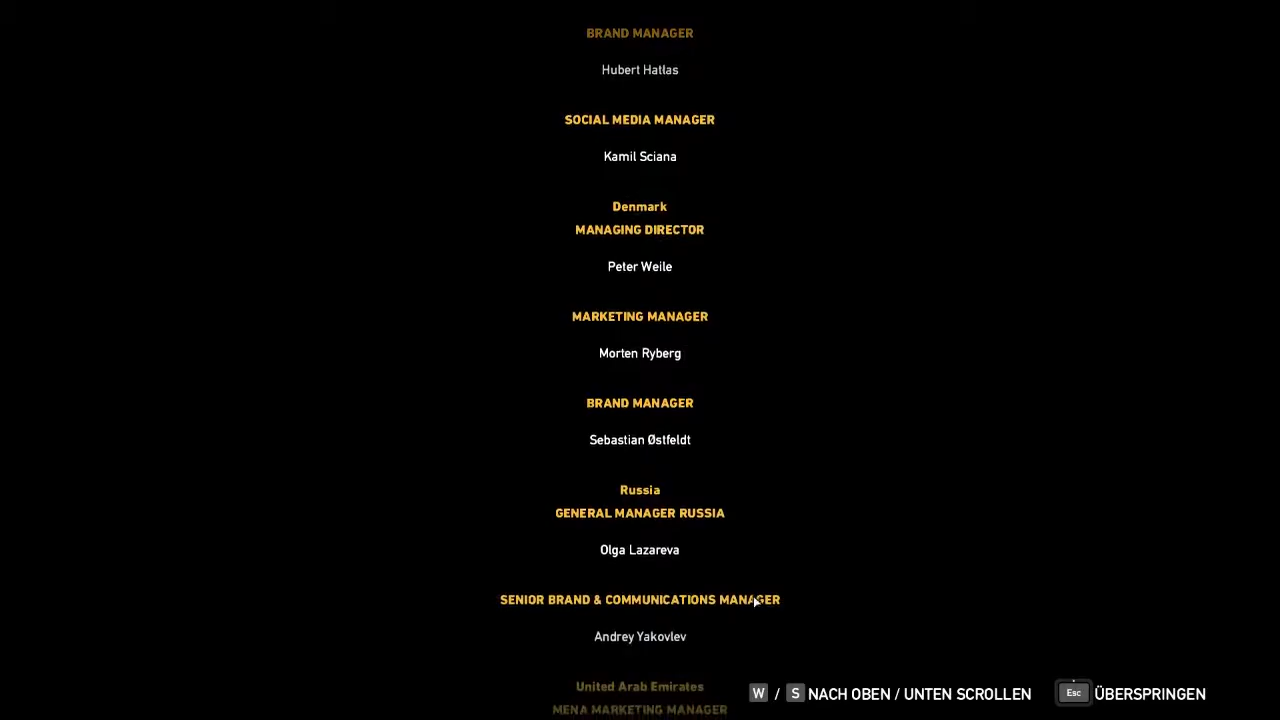 BRAND MANAGER
Hubert Hatłas
SOCIAL MEDIA MANAGER
Kamil Sciana
Denmark
MANAGING DIRECTOR
Peter Weile
MARKETING MANAGER
Morten Ryberg
BRAND MANAGER
Sebastian Østfeldt
Russia
GENERAL MANAGER RUSSIA
Olga Lazareva
SENIOR BRAND & COMMUNICATIONS MANAGER
Andrey Yakovlev
United Arab Emirates
MENA MARKETING MANAGER
W / S NACH OBEN / UNTEN SCROLLEN
Esc ÜBERSPRINGEN